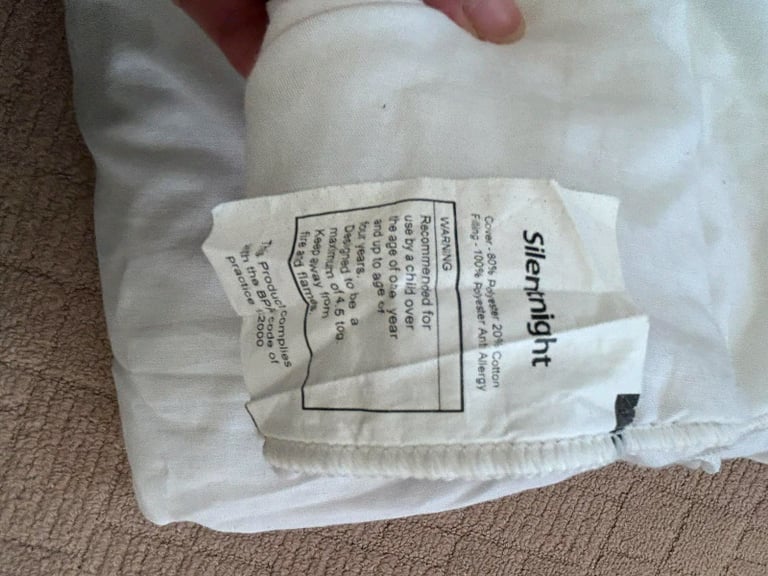 Silentnight
Cover - 80% Polyester 20% Cotton
Filling - 100% Polyester Anti Allergy
WARNING
Recommended for
use by a child over
the age of one year
and up to age of
four years.
Designed to be a
maximum of 4.5 tog.
Keep away from
fire and flames.
This Product complies
with the BPF code of
practice 2000